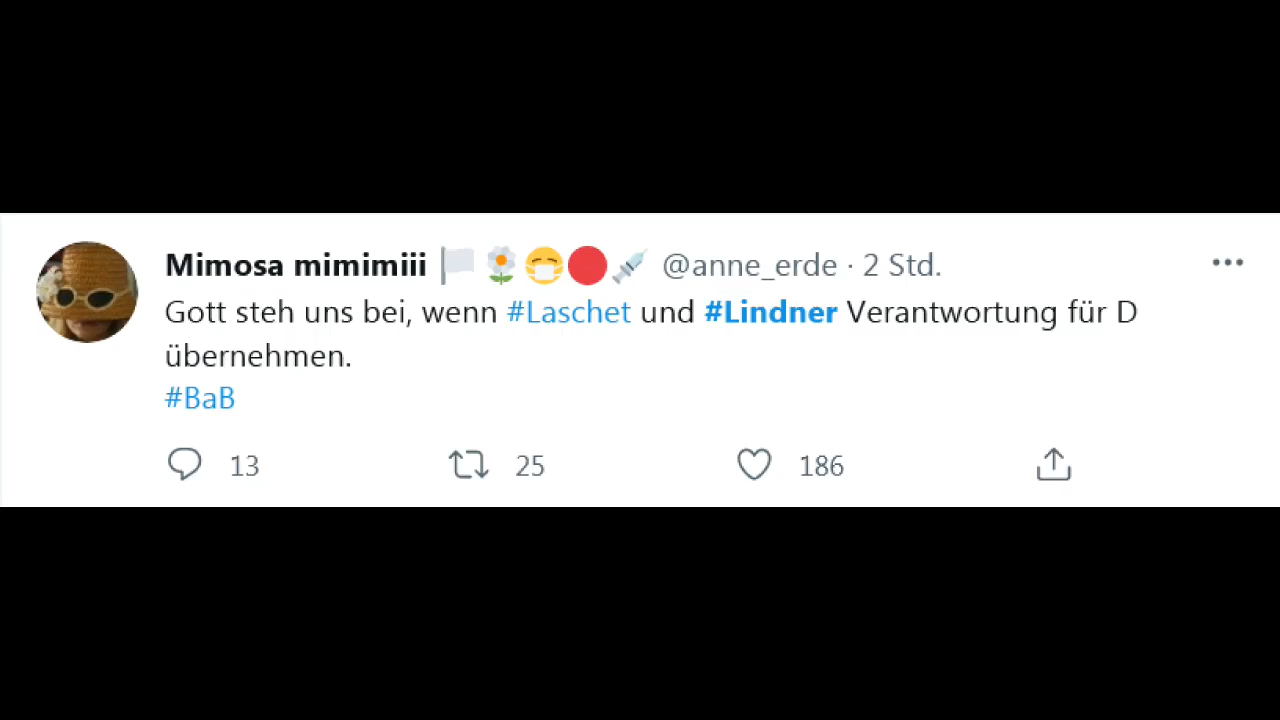 Mimosa mimimiii 🏳️🌼😷🔴💉 @anne_erde · 2 Std.
Gott steh uns bei, wenn #Laschet und #Lindner Verantwortung für D
übernehmen.
#BaB
13 25 186